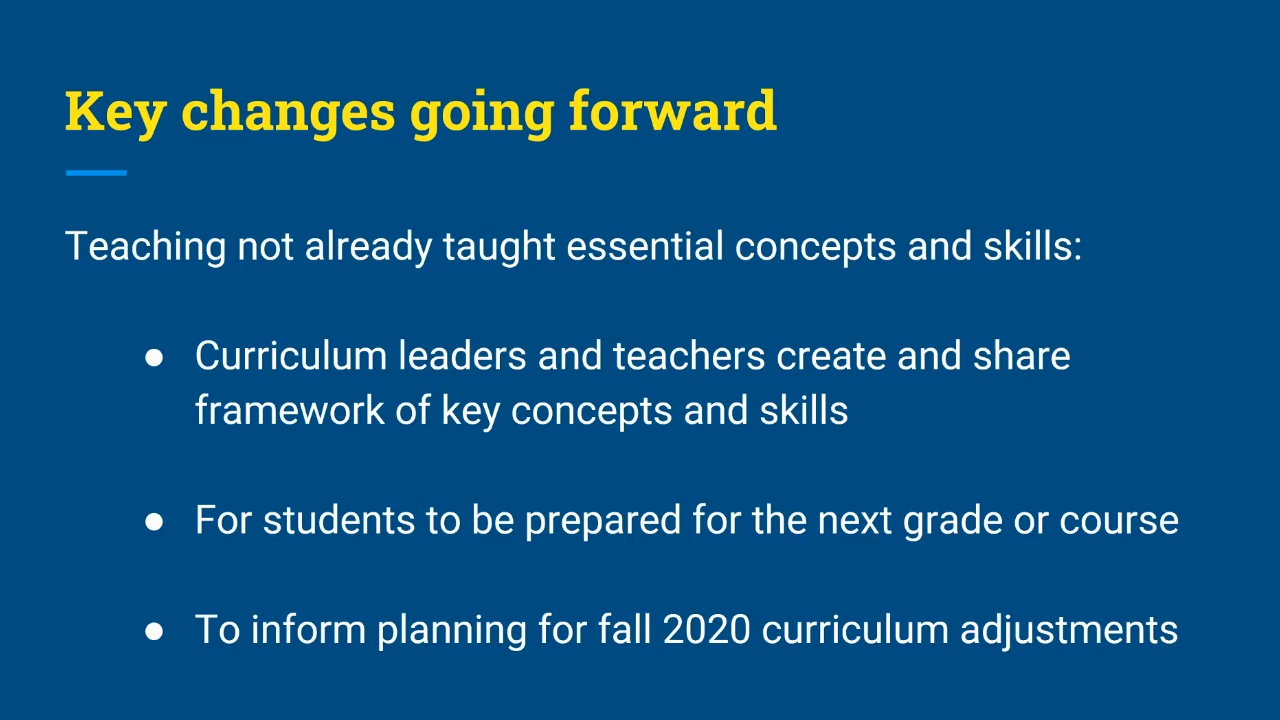 Key changes going forward
Teaching not already taught essential concepts and skills:
● Curriculum leaders and teachers create and share
framework of key concepts and skills
● For students to be prepared for the next grade or course
● To inform planning for fall 2020 curriculum adjustments